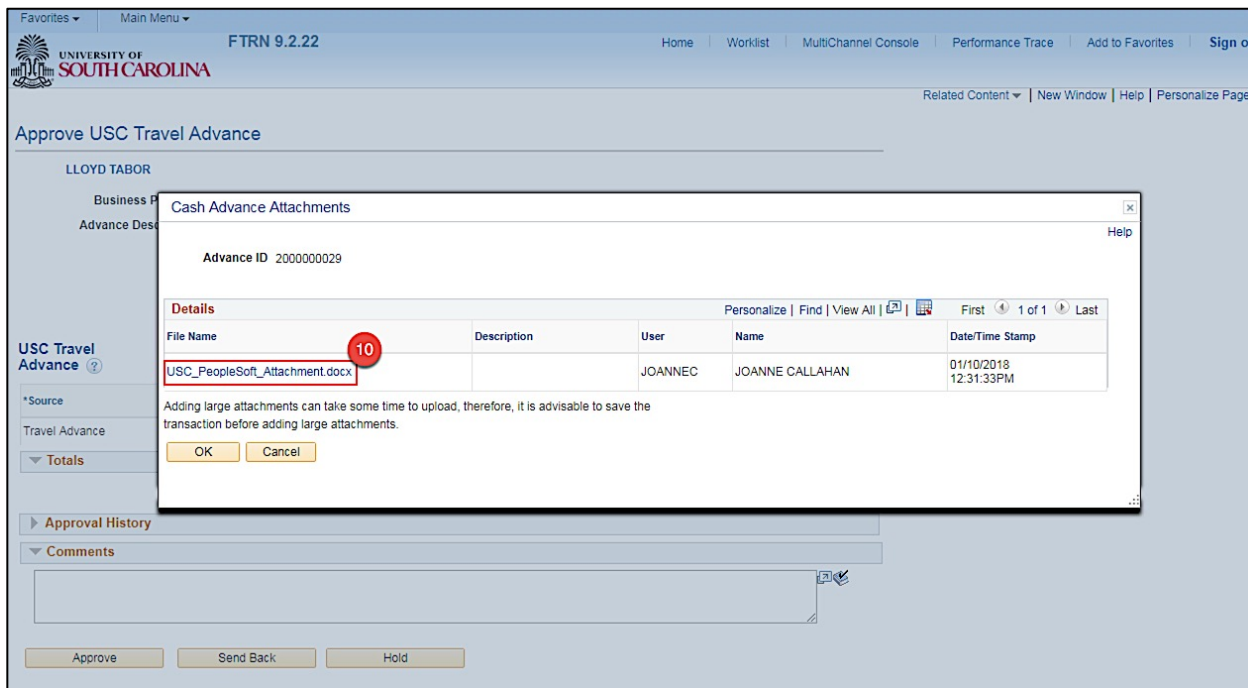 Favorites Main Menu
UNIVERSITY OF
SOUTH CAROLINA
FTRN 9.2.22
Home | Worklist | MultiChannel Console | Performance Trace | Add to Favorites | Sign o
Related Content | New Window | Help | Personalize Page
Approve USC Travel Advance
LLOYD TABOR
Business P
Advance Desc
Cash Advance Attachments
x
Help
Advance ID 2000000029
Details Personalize | Find | View All | | First 1 of 1 Last
File Name Description User Name Date/Time Stamp
10
USC_PeopleSoft_Attachment.docx JOANNEC JOANNE CALLAHAN 01/10/2018
12:31:33PM
Adding large attachments can take some time to upload, therefore, it is advisable to save the
transaction before adding large attachments.
OK Cancel
USC Travel
Advance ?
*Source
Travel Advance
Totals
Approval History
Comments
Approve Send Back Hold